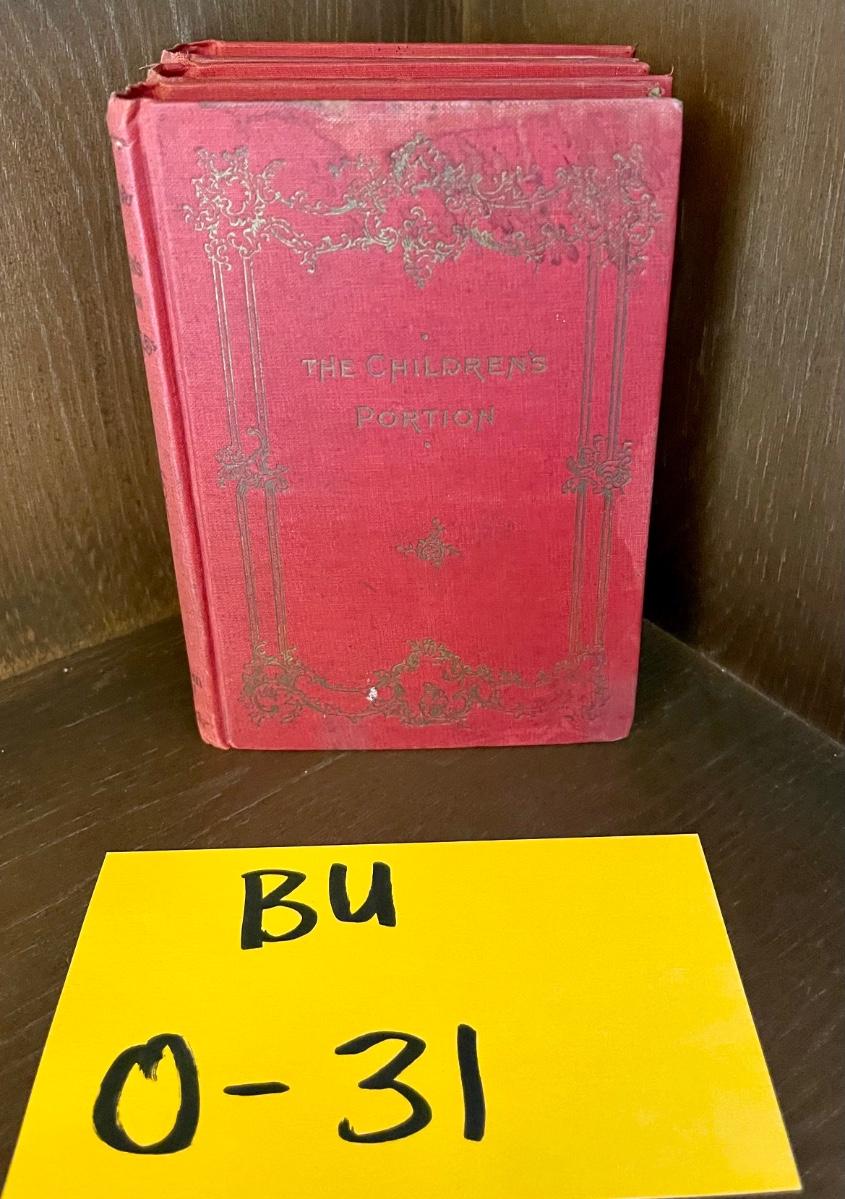 THE CHILDREN'S
PORTION
BU
0-31